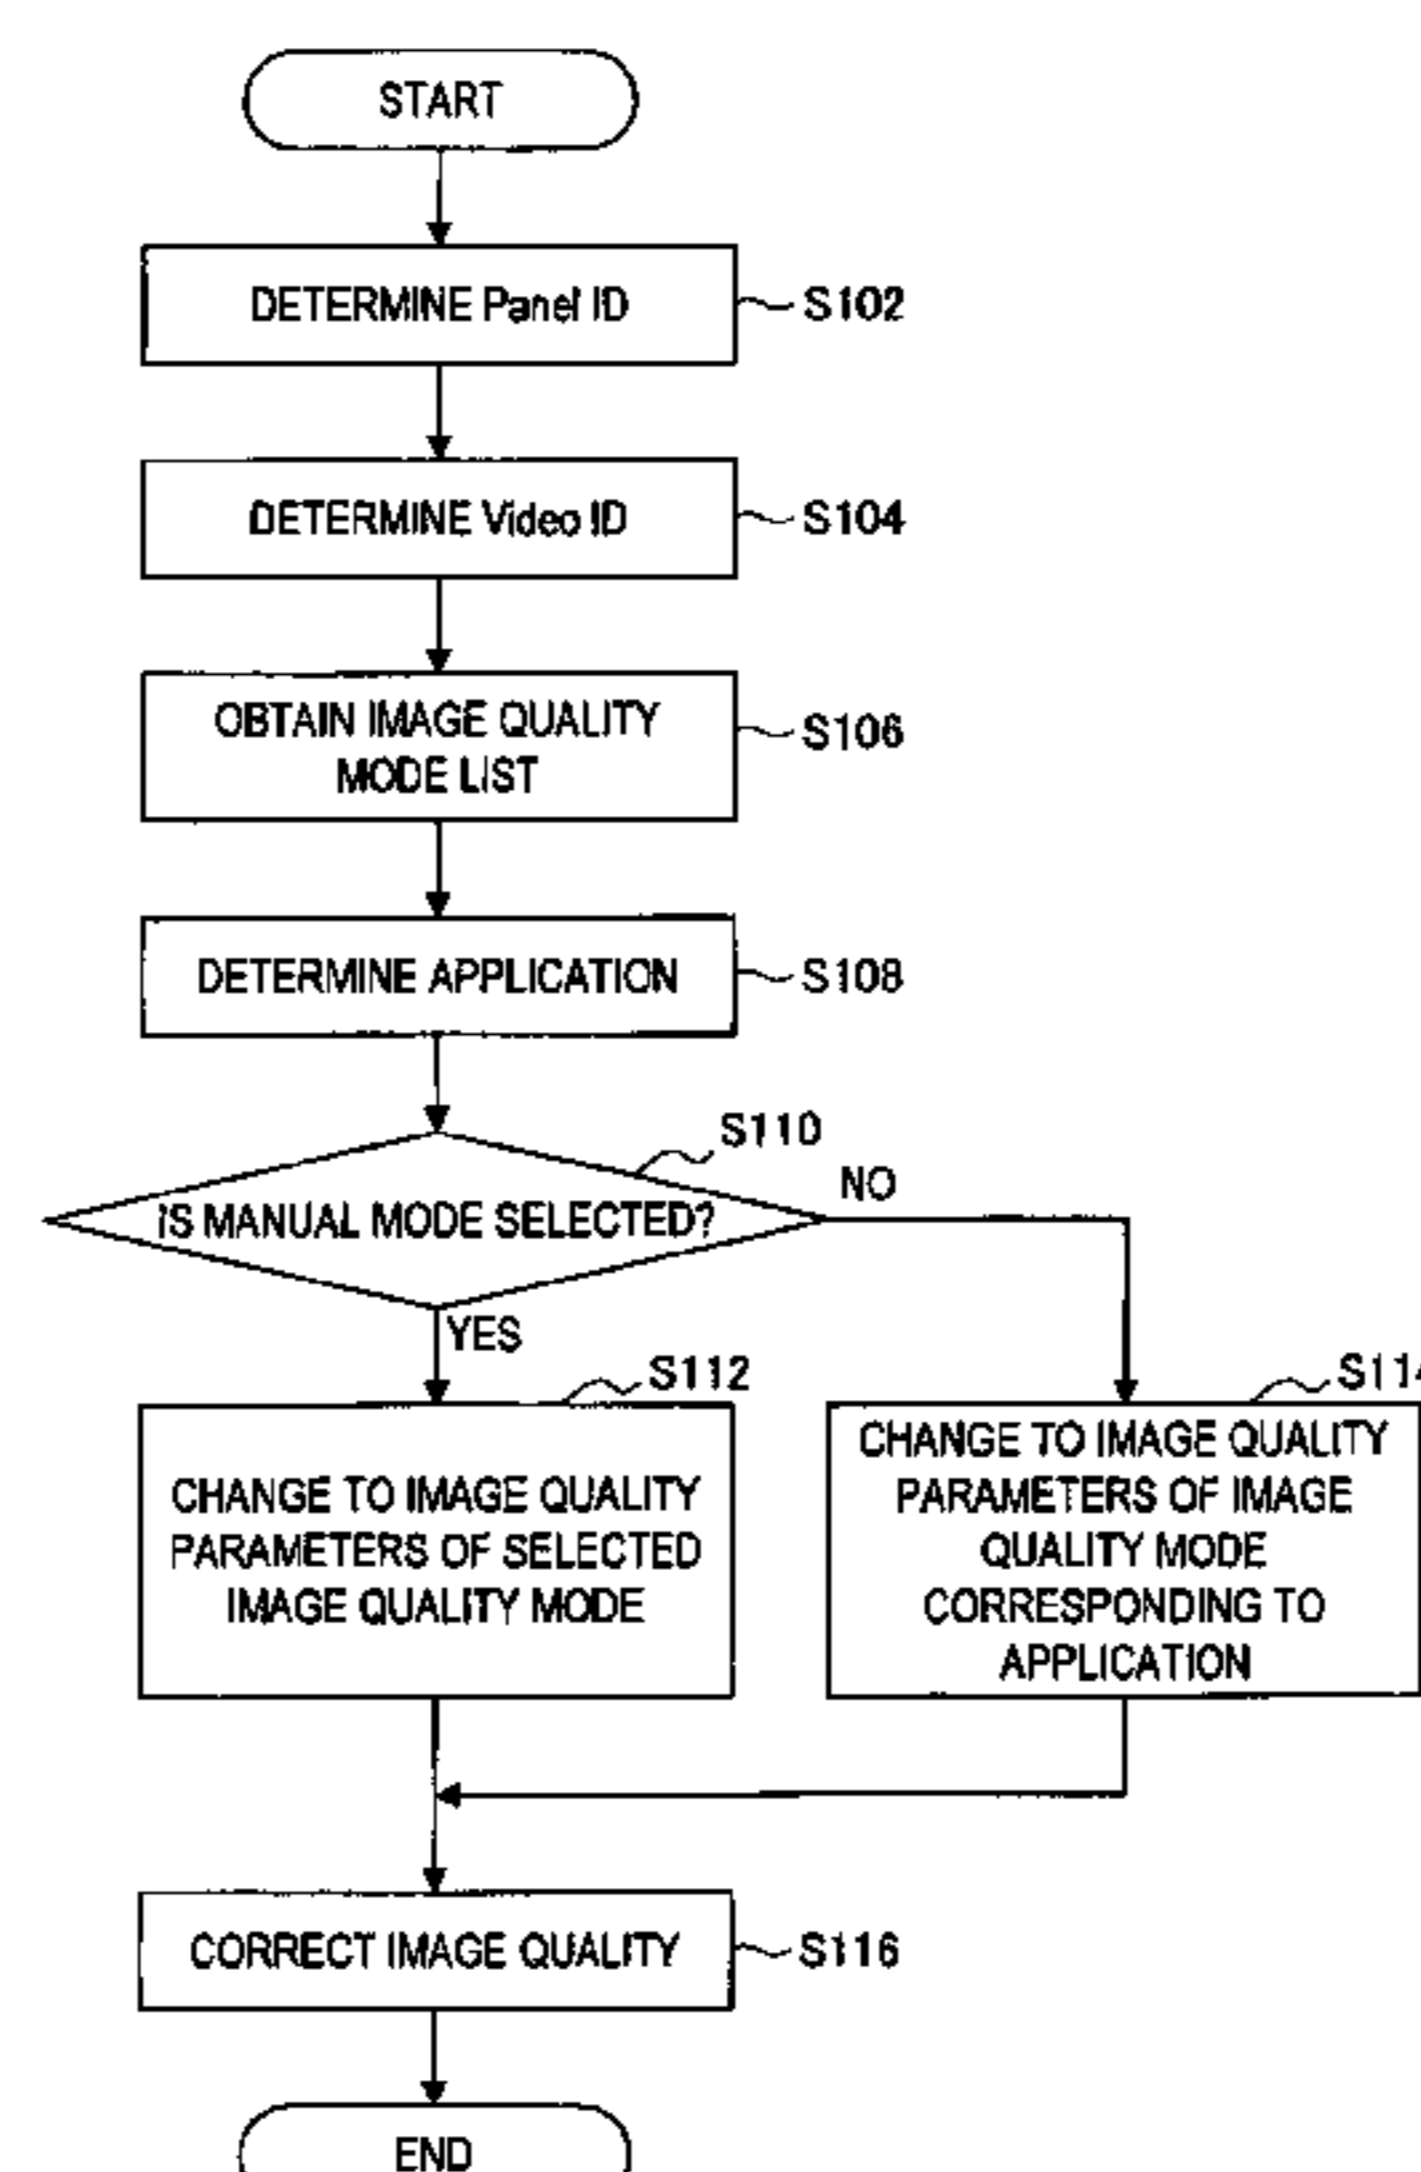 START
DETERMINE Panel ID
S102
DETERMINE Video ID
S104
OBTAIN IMAGE QUALITY
MODE LIST
S106
DETERMINE APPLICATION
S108
S110
IS MANUAL MODE SELECTED?
NO
YES
S112
CHANGE TO IMAGE QUALITY
PARAMETERS OF SELECTED
IMAGE QUALITY MODE
S114
CHANGE TO IMAGE QUALITY
PARAMETERS OF IMAGE
QUALITY MODE
CORRESPONDING TO
APPLICATION
CORRECT IMAGE QUALITY
S116
END